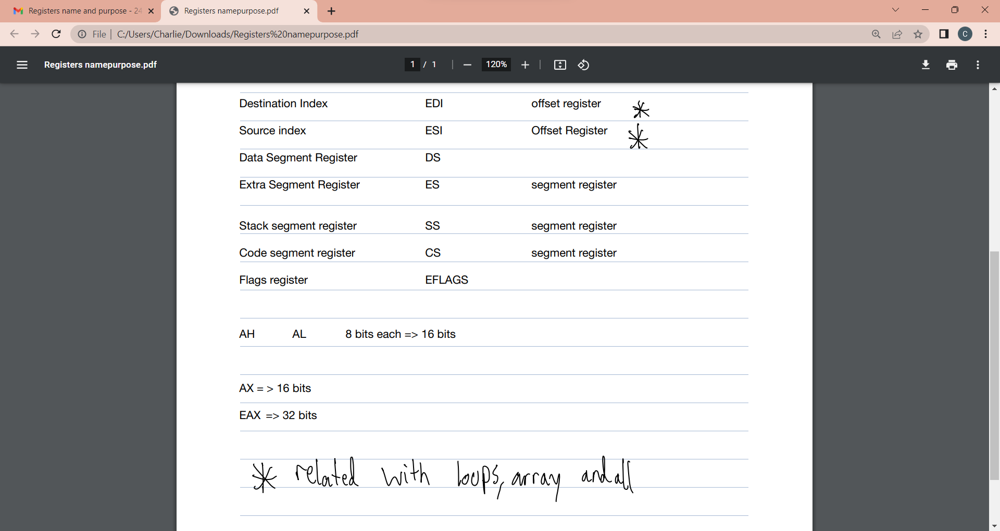 Registers name and purpose - 24
Registers namepurpose.pdf
File | C:/Users/Charlie/Downloads/Registers%20namepurpose.pdf
C
Registers namepurpose.pdf
1 / 1
120%
Destination Index EDI offset register *
Source index ESI Offset Register *
Data Segment Register DS
Extra Segment Register ES segment register
Stack segment register SS segment register
Code segment register CS segment register
Flags register EFLAGS
AH AL 8 bits each => 16 bits
AX = > 16 bits
EAX => 32 bits
* related with loops, array and all